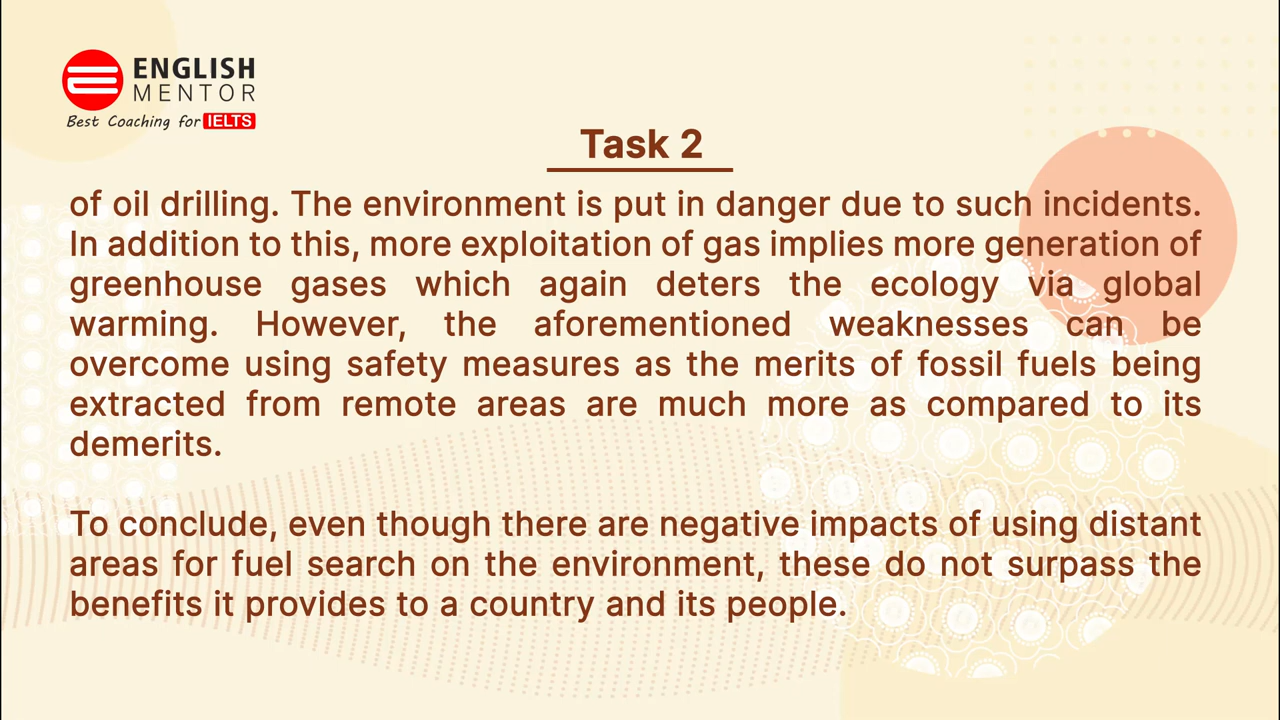 ENGLISH
MENTOR
Best Coaching for IELTS
Task 2
of oil drilling. The environment is put in danger due to such incidents.
In addition to this, more exploitation of gas implies more generation of
greenhouse gases which again deters the ecology via global
warming. However, the aforementioned weaknesses can be
overcome using safety measures as the merits of fossil fuels being
extracted from remote areas are much more as compared to its
demerits.
To conclude, even though there are negative impacts of using distant
areas for fuel search on the environment, these do not surpass the
benefits it provides to a country and its people.